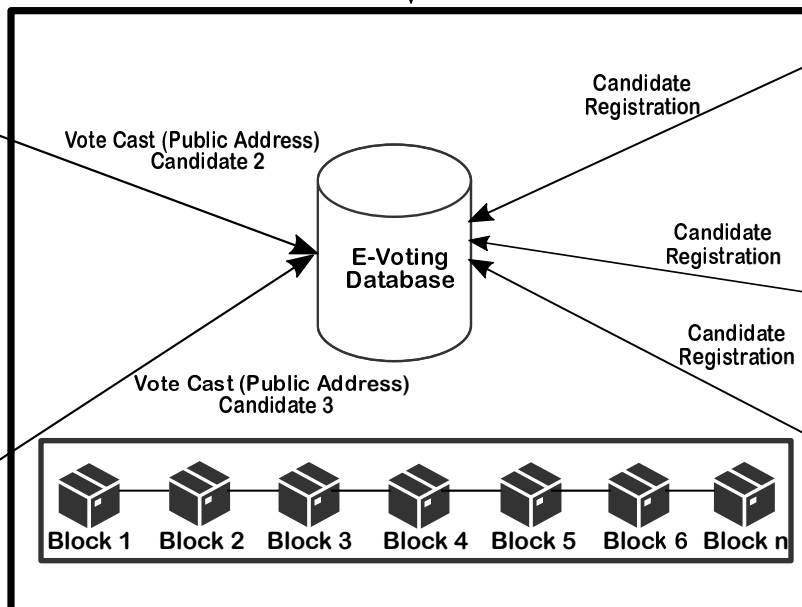 Candidate
Registration
Vote Cast (Public Address)
Candidate 2
E-Voting
Database
Candidate
Registration
Candidate
Registration
Vote Cast (Public Address)
Candidate 3
Block 1
Block 2
Block 3
Block 4
Block 5
Block 6
Block n